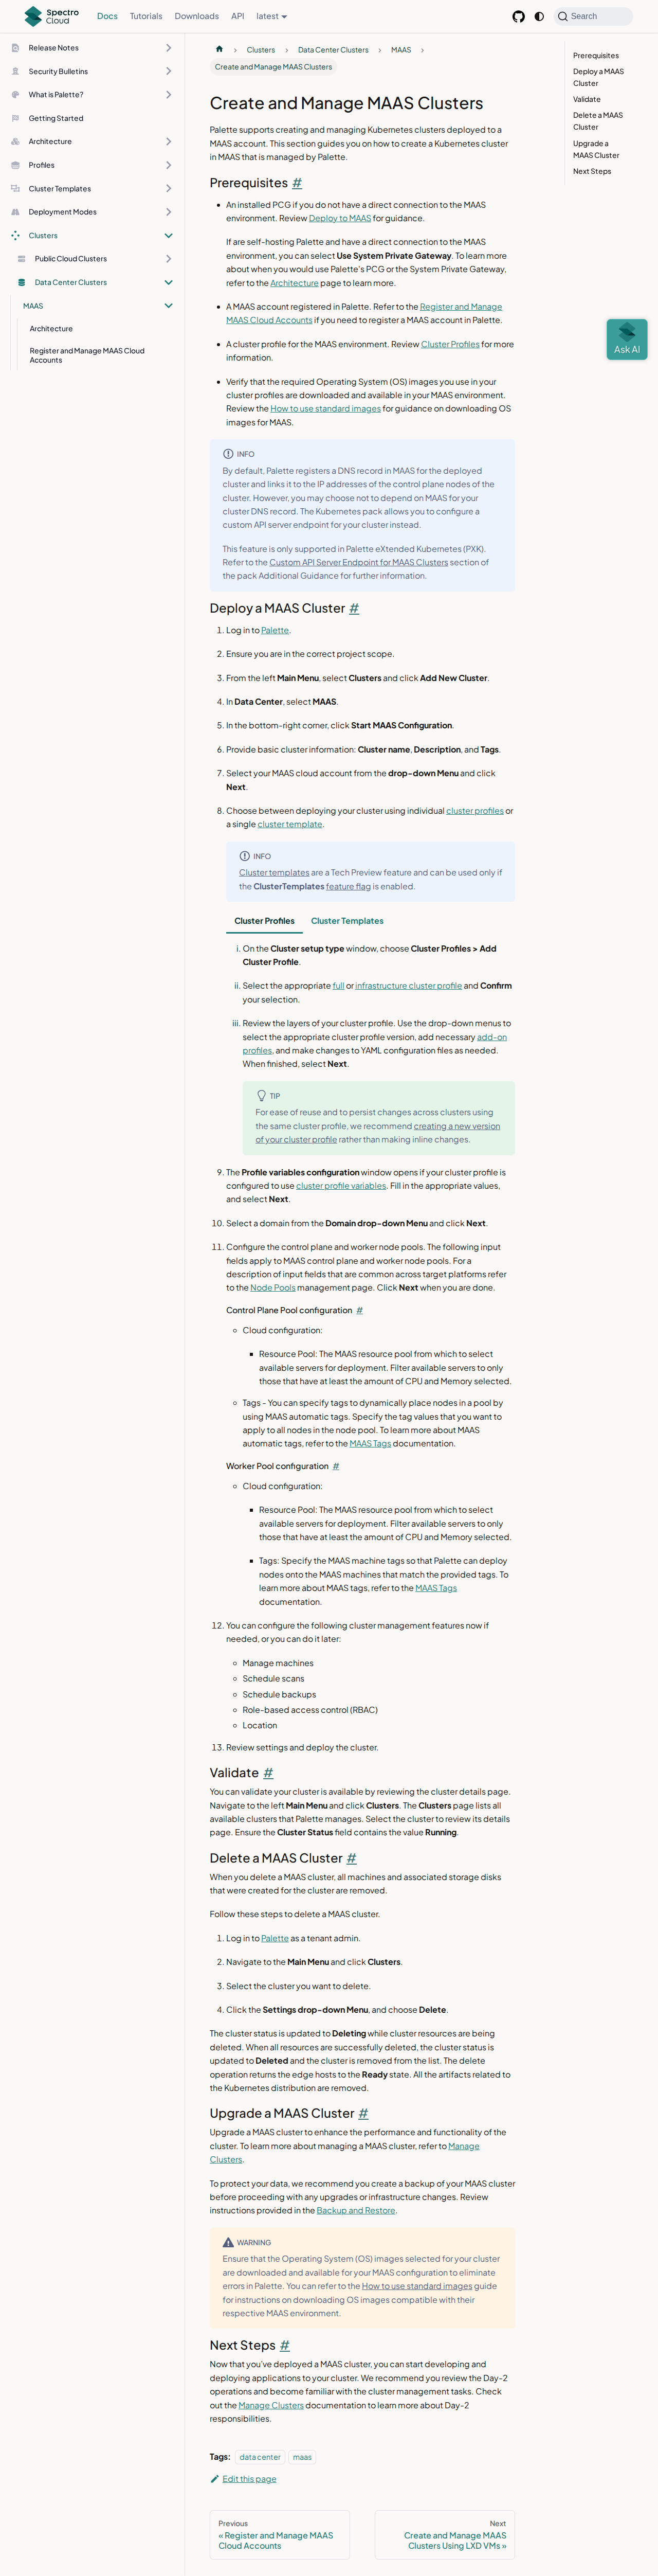 Spectro Cloud
Docs
Tutorials
Downloads
API
latest
Search
Release Notes
Security Bulletins
What is Palette?
Getting Started
Architecture
Profiles
Cluster Templates
Deployment Modes
Clusters
Public Cloud Clusters
Data Center Clusters
MAAS
Architecture
Register and Manage MAAS Cloud
Accounts
Clusters
Data Center Clusters
MAAS
Create and Manage MAAS Clusters
Create and Manage MAAS Clusters
Palette supports creating and managing Kubernetes clusters deployed to a
MAAS account. This section guides you on how to create a Kubernetes cluster
in MAAS that is managed by Palette.
Prerequisites #
• An installed PCG if you do not have a direct connection to the MAAS
environment. Review Deploy to MAAS for guidance.
If are self-hosting Palette and have a direct connection to the MAAS
environment, you can select Use System Private Gateway. To learn more
about when you would use Palette's PCG or the System Private Gateway,
refer to the Architecture page to learn more.
• A MAAS account registered in Palette. Refer to the Register and Manage
MAAS Cloud Accounts if you need to register a MAAS account in Palette.
• A cluster profile for the MAAS environment. Review Cluster Profiles for more
information.
• Verify that the required Operating System (OS) images you use in your
cluster profiles are downloaded and available in your MAAS environment.
Review the How to use standard images for guidance on downloading OS
images for MAAS.
INFO
By default, Palette registers a DNS record in MAAS for the deployed
cluster and links it to the IP addresses of the control plane nodes of the
cluster. However, you may choose not to depend on MAAS for your
cluster DNS record. The Kubernetes pack allows you to configure a
custom API server endpoint for your cluster instead.
This feature is only supported in Palette eXtended Kubernetes (PXK).
Refer to the Custom API Server Endpoint for MAAS Clusters section of
the pack Additional Guidance for further information.
Deploy a MAAS Cluster #
1. Log in to Palette.
2. Ensure you are in the correct project scope.
3. From the left Main Menu, select Clusters and click Add New Cluster.
4. In Data Center, select MAAS.
5. In the bottom-right corner, click Start MAAS Configuration.
6. Provide basic cluster information: Cluster name, Description, and Tags.
7. Select your MAAS cloud account from the drop-down Menu and click
Next.
8. Choose between deploying your cluster using individual cluster profiles or
a single cluster template.
INFO
Cluster templates are a Tech Preview feature and can be used only if
the ClusterTemplates feature flag is enabled.
Cluster Profiles
Cluster Templates
i. On the Cluster setup type window, choose Cluster Profiles > Add
Cluster Profile.
ii. Select the appropriate full or infrastructure cluster profile and Confirm
your selection.
iii. Review the layers of your cluster profile. Use the drop-down menus to
select the appropriate cluster profile version, add necessary add-on
profiles, and make changes to YAML configuration files as needed.
When finished, select Next.
TIP
For ease of reuse and to persist changes across clusters using
the same cluster profile, we recommend creating a new version
of your cluster profile rather than making inline changes.
9. The Profile variables configuration window opens if your cluster profile is
configured to use cluster profile variables. Fill in the appropriate values,
and select Next.
10. Select a domain from the Domain drop-down Menu and click Next.
11. Configure the control plane and worker node pools. The following input
fields apply to MAAS control plane and worker node pools. For a
description of input fields that are common across target platforms refer
to the Node Pools management page. Click Next when you are done.
Control Plane Pool configuration #
◦ Cloud configuration:
▪ Resource Pool: The MAAS resource pool from which to select
available servers for deployment. Filter available servers to only
those that have at least the amount of CPU and Memory selected.
◦ Tags - You can specify tags to dynamically place nodes in a pool by
using MAAS automatic tags. Specify the tag values that you want to
apply to all nodes in the node pool. To learn more about MAAS
automatic tags, refer to the MAAS Tags documentation.
Worker Pool configuration #
◦ Cloud configuration:
▪ Resource Pool: The MAAS resource pool from which to select
available servers for deployment. Filter available servers to only
those that have at least the amount of CPU and Memory selected.
▪ Tags: Specify the MAAS machine tags so that Palette can deploy
nodes onto the MAAS machines that match the provided tags. To
learn more about MAAS tags, refer to the MAAS Tags
documentation.
12. You can configure the following cluster management features now if
needed, or you can do it later:
◦ Manage machines
◦ Schedule scans
◦ Schedule backups
◦ Role-based access control (RBAC)
◦ Location
13. Review settings and deploy the cluster.
Validate #
You can validate your cluster is available by reviewing the cluster details page.
Navigate to the left Main Menu and click Clusters. The Clusters page lists all
available clusters that Palette manages. Select the cluster to review its details
page. Ensure the Cluster Status field contains the value Running.
Delete a MAAS Cluster #
When you delete a MAAS cluster, all machines and associated storage disks
that were created for the cluster are removed.
Follow these steps to delete a MAAS cluster.
1. Log in to Palette as a tenant admin.
2. Navigate to the Main Menu and click Clusters.
3. Select the cluster you want to delete.
4. Click the Settings drop-down Menu, and choose Delete.
The cluster status is updated to Deleting while cluster resources are being
deleted. When all resources are successfully deleted, the cluster status is
updated to Deleted and the cluster is removed from the list. The delete
operation returns the edge hosts to the Ready state. All the artifacts related to
the Kubernetes distribution are removed.
Upgrade a MAAS Cluster #
Upgrade a MAAS cluster to enhance the performance and functionality of the
cluster. To learn more about managing a MAAS cluster, refer to Manage
Clusters.
To protect your data, we recommend you create a backup of your MAAS cluster
before proceeding with any upgrades or infrastructure changes. Review
instructions provided in the Backup and Restore.
WARNING
Ensure that the Operating System (OS) images selected for your cluster
are downloaded and available for your MAAS configuration to eliminate
errors in Palette. You can refer to the How to use standard images guide
for instructions on downloading OS images compatible with their
respective MAAS environment.
Next Steps #
Now that you've deployed a MAAS cluster, you can start developing and
deploying applications to your cluster. We recommend you review the Day-2
operations and become familiar with the cluster management tasks. Check
out the Manage Clusters documentation to learn more about Day-2
responsibilities.
Tags: data center maas
Edit this page
Previous
« Register and Manage MAAS
Cloud Accounts
Next
Create and Manage MAAS
Clusters Using LXD VMs »
Prerequisites
Deploy a MAAS
Cluster
Validate
Delete a MAAS
Cluster
Upgrade a
MAAS Cluster
Next Steps
Ask AI